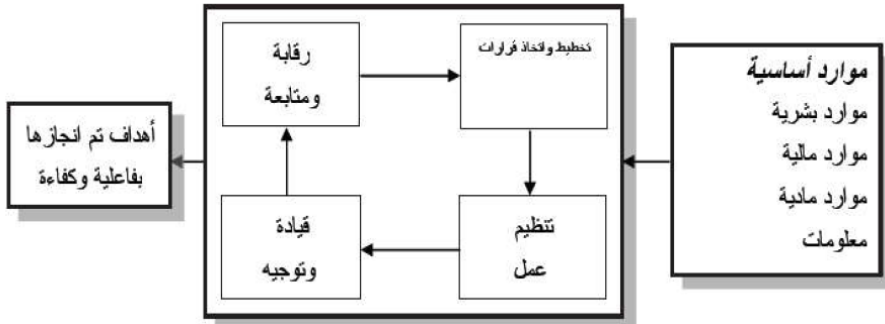 موارد أساسية
موارد بشرية
موارد مالية
موارد مادية
معلومات
تخطيط واتخاذ قرارات
تنظيم
عمل
قيادة
وتوجيه
رقابة
ومتابعة
أهداف تم انجازها
بفاعلية وكفاءة